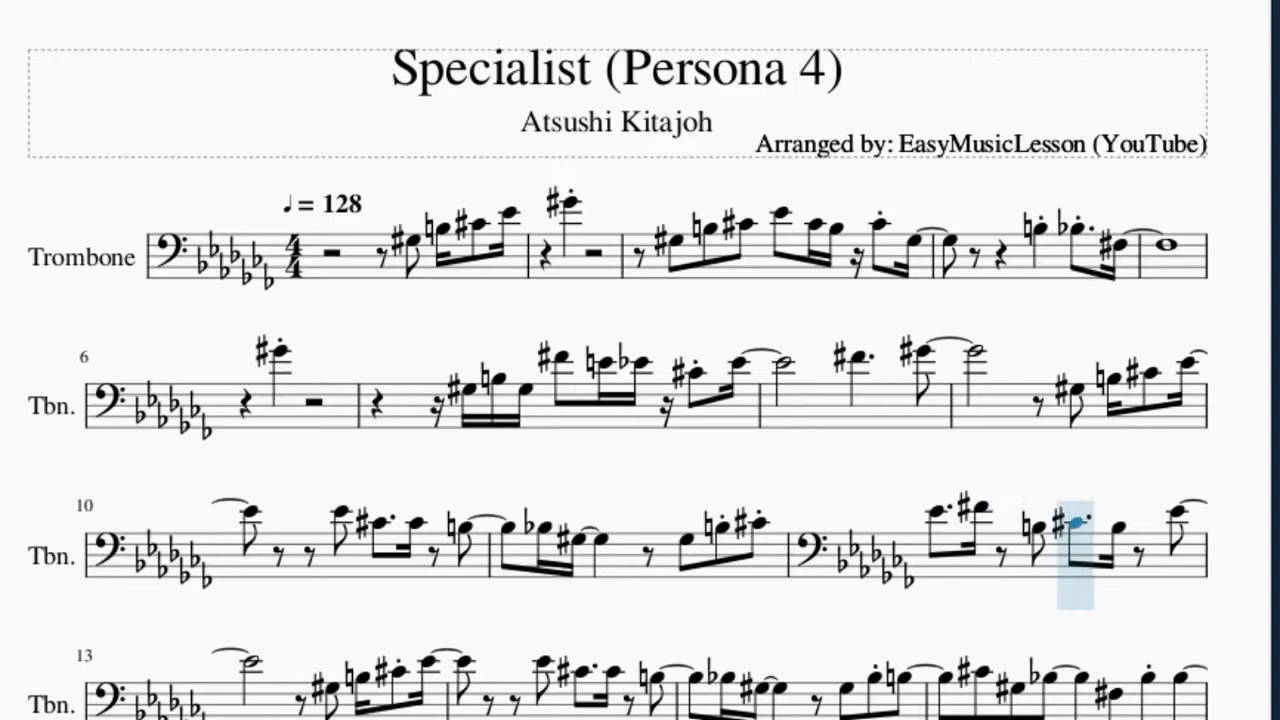 Specialist (Persona 4)
Atsushi Kitajoh
Arranged by: EasyMusicLesson (YouTube)
♩ = 128
Trombone
4
4
6
Tbn.
10
Tbn.
13
Tbn.